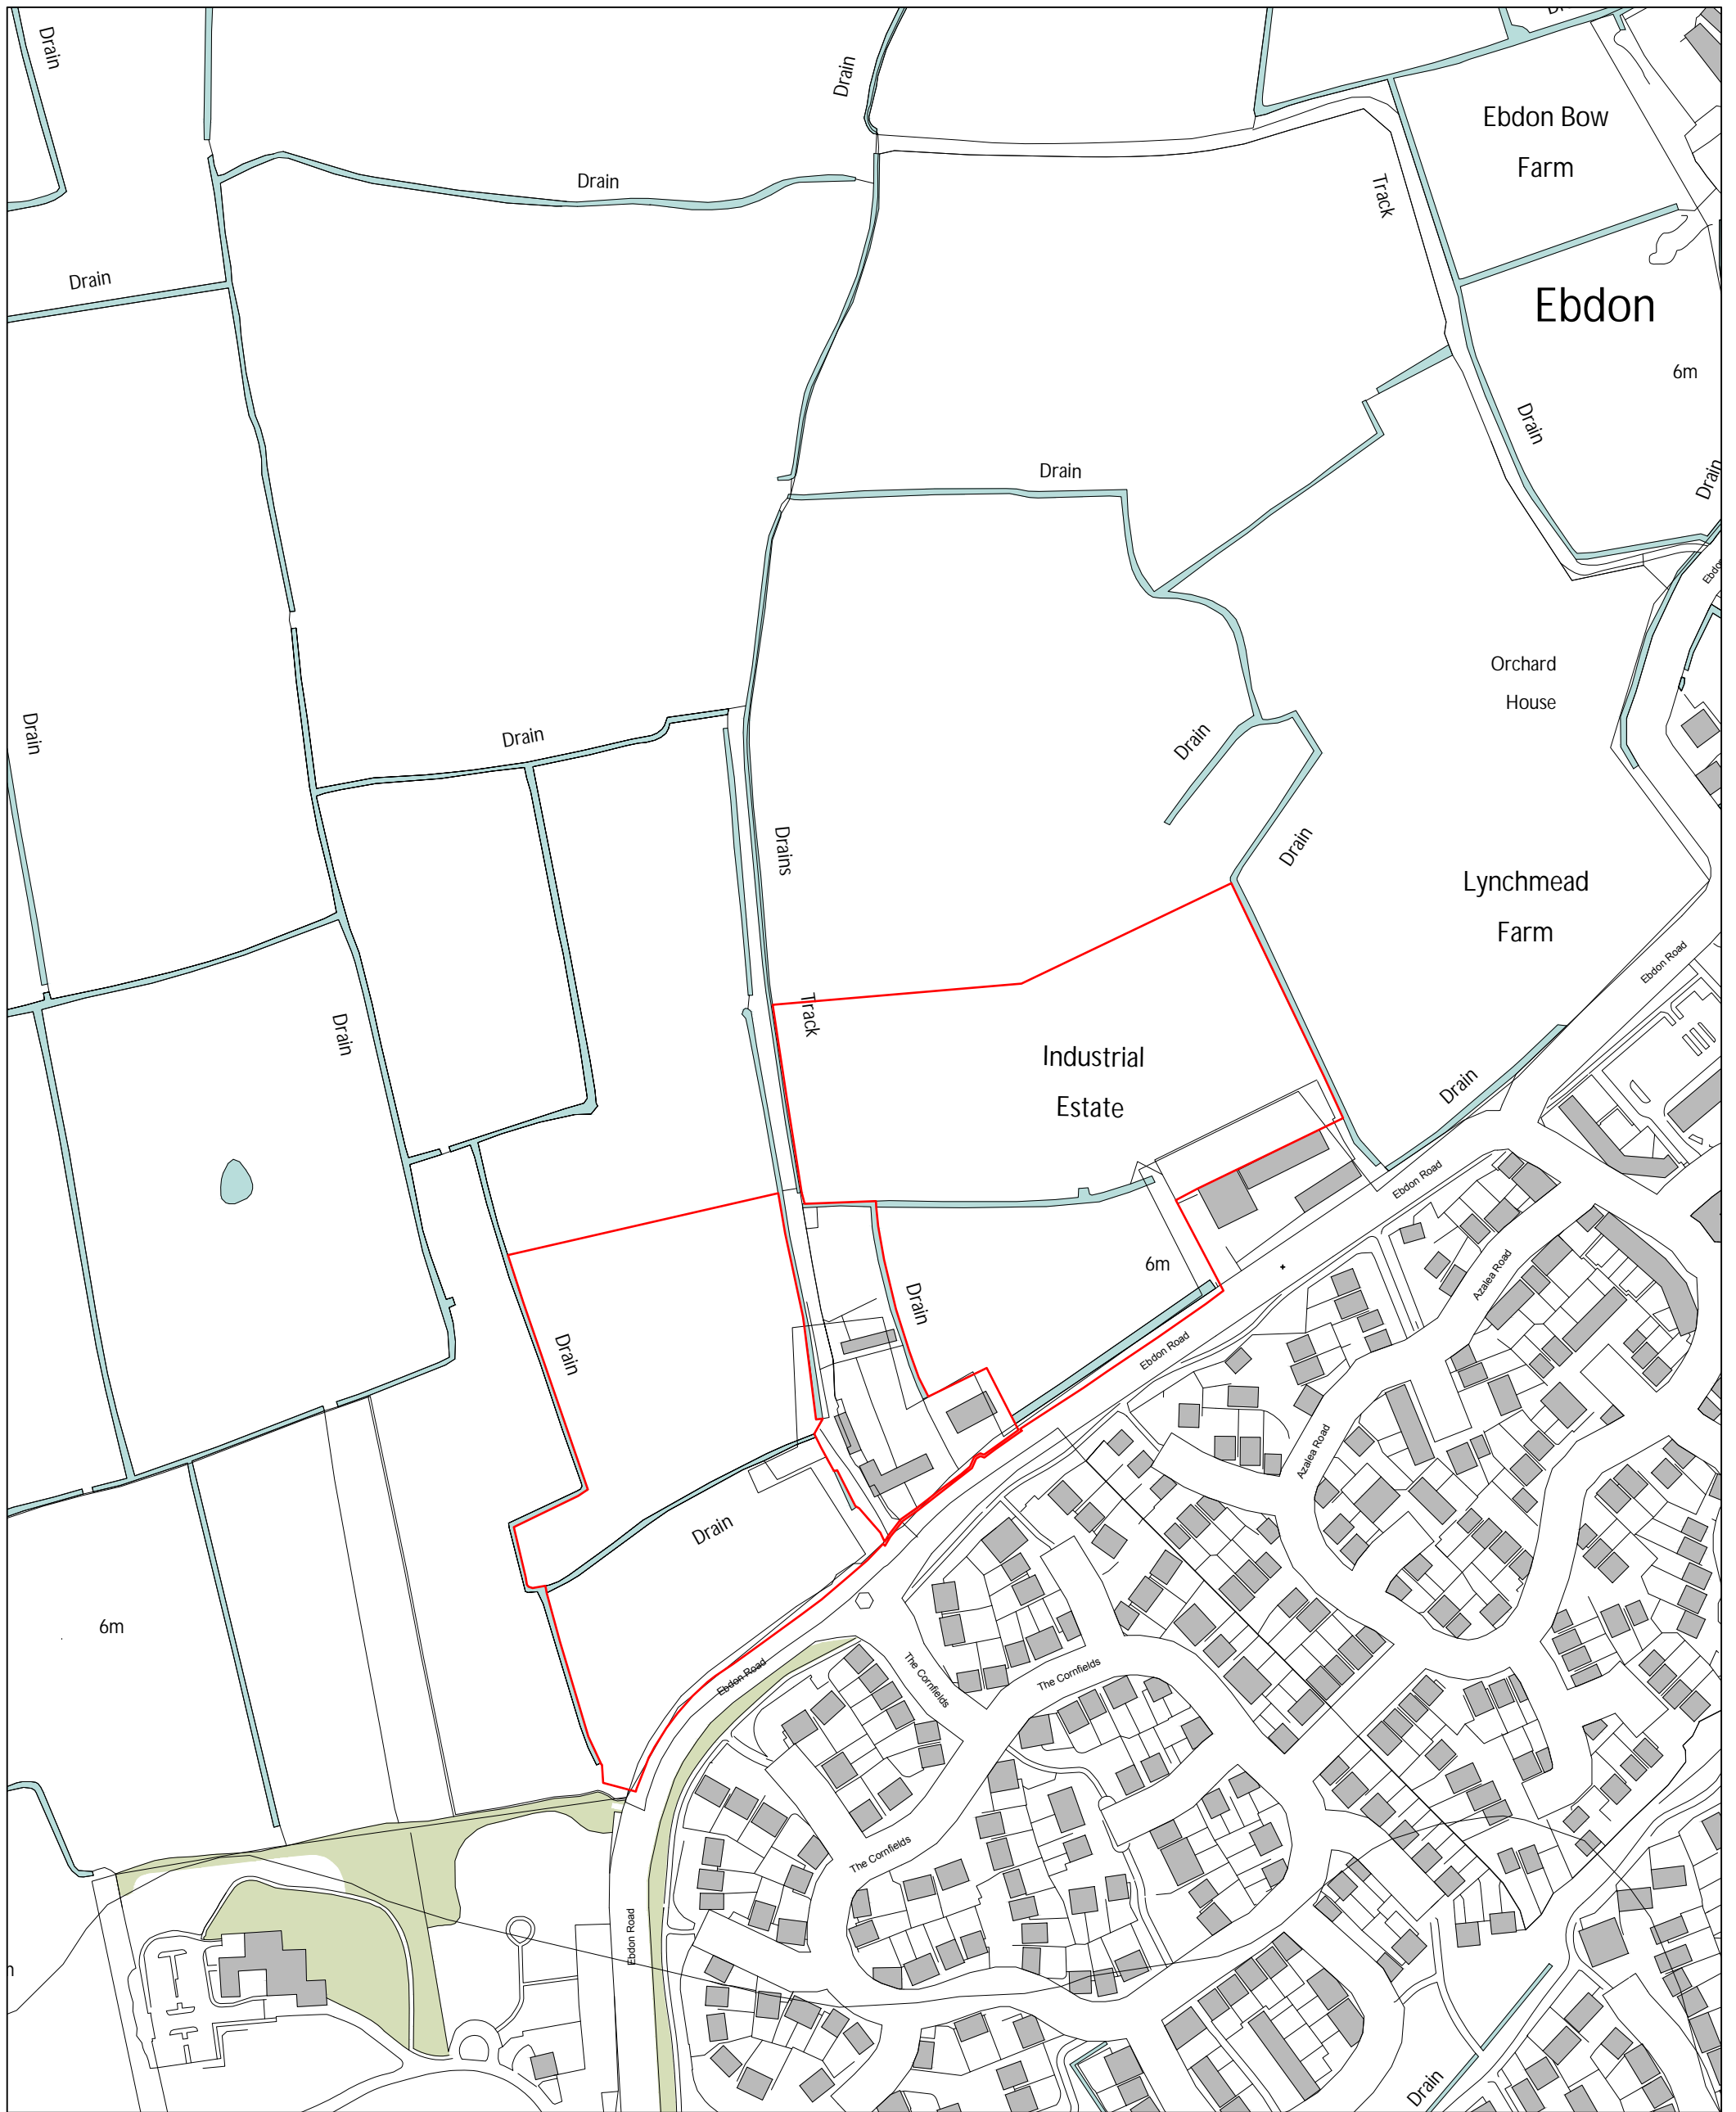 Drain
Drain
Ebdon Bow
Farm
Drain
Track
Drain
Ebdon
6m
Drain
Drain
Drain
Orchard
House
Drain
Drain
Drain
Drains
Drain
Lynchmead
Farm
Ebdon Road
Track
Drain
Industrial
Estate
Drain
Ebdon Road
6m
Azalea Road
Drain
Drain
Ebdon Road
Azalea Road
Drain
6m
Ebdon Road
The Cornfields
The Cornfields
The Cornfields
Ebdon Road
Drain